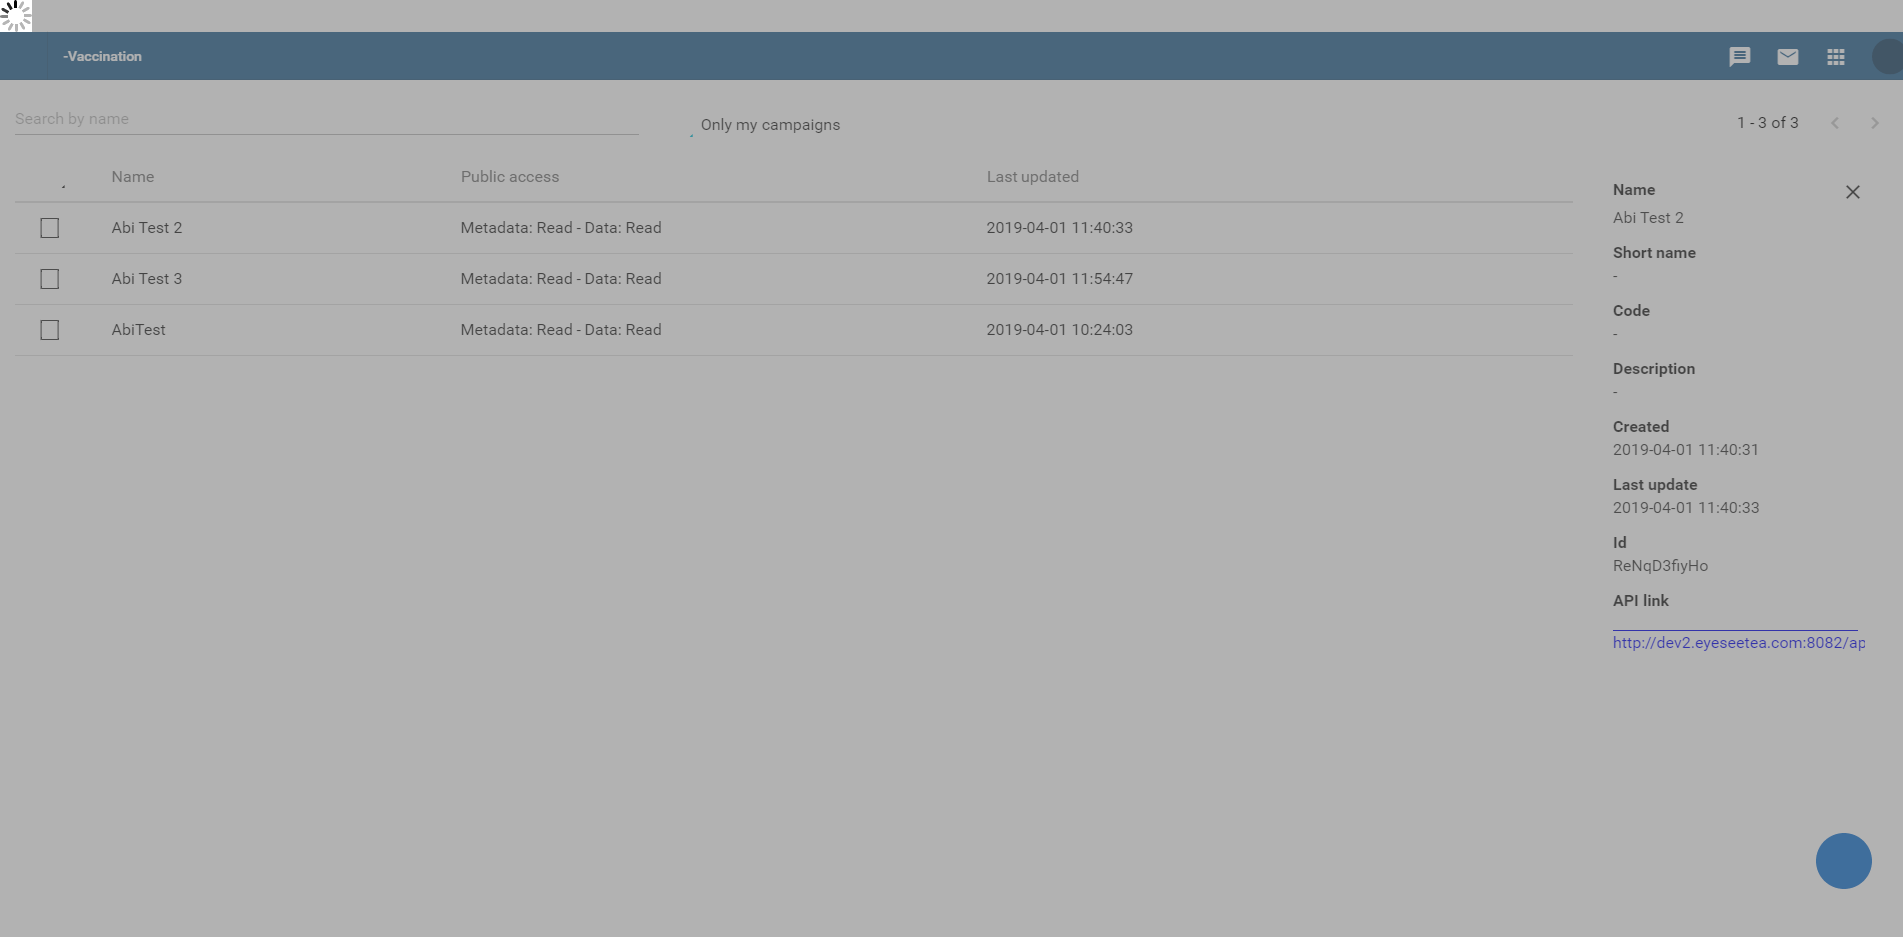 -Vaccination
Search by name
Only my campaigns
1 - 3 of 3
Name Public access Last updated
Abi Test 2 Metadata: Read - Data: Read 2019-04-01 11:40:33
Abi Test 3 Metadata: Read - Data: Read 2019-04-01 11:54:47
AbiTest Metadata: Read - Data: Read 2019-04-01 10:24:03
Name
Abi Test 2
Short name
-
Code
-
Description
-
Created
2019-04-01 11:40:31
Last update
2019-04-01 11:40:33
Id
ReNqD3fiyHo
API link
http://dev2.eyeseetea.com:8082/ap